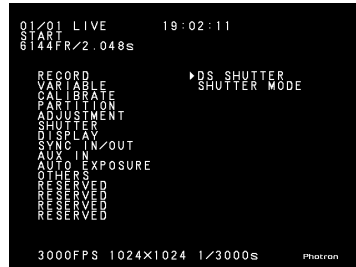 01/01 LIVE 19:02:11
START
6144FR/2.048s
RECORD ▶DS SHUTTER
VARIABLE SHUTTER MODE
CALIBRATE
PARTITION
ADJUSTMENT
SHUTTER
DISPLAY
SYNC IN/OUT
AUX IN
AUTO EXPOSURE
OTHERS
RESERVED
RESERVED
RESERVED
RESERVED
3000FPS 1024×1024 1/3000s Photron